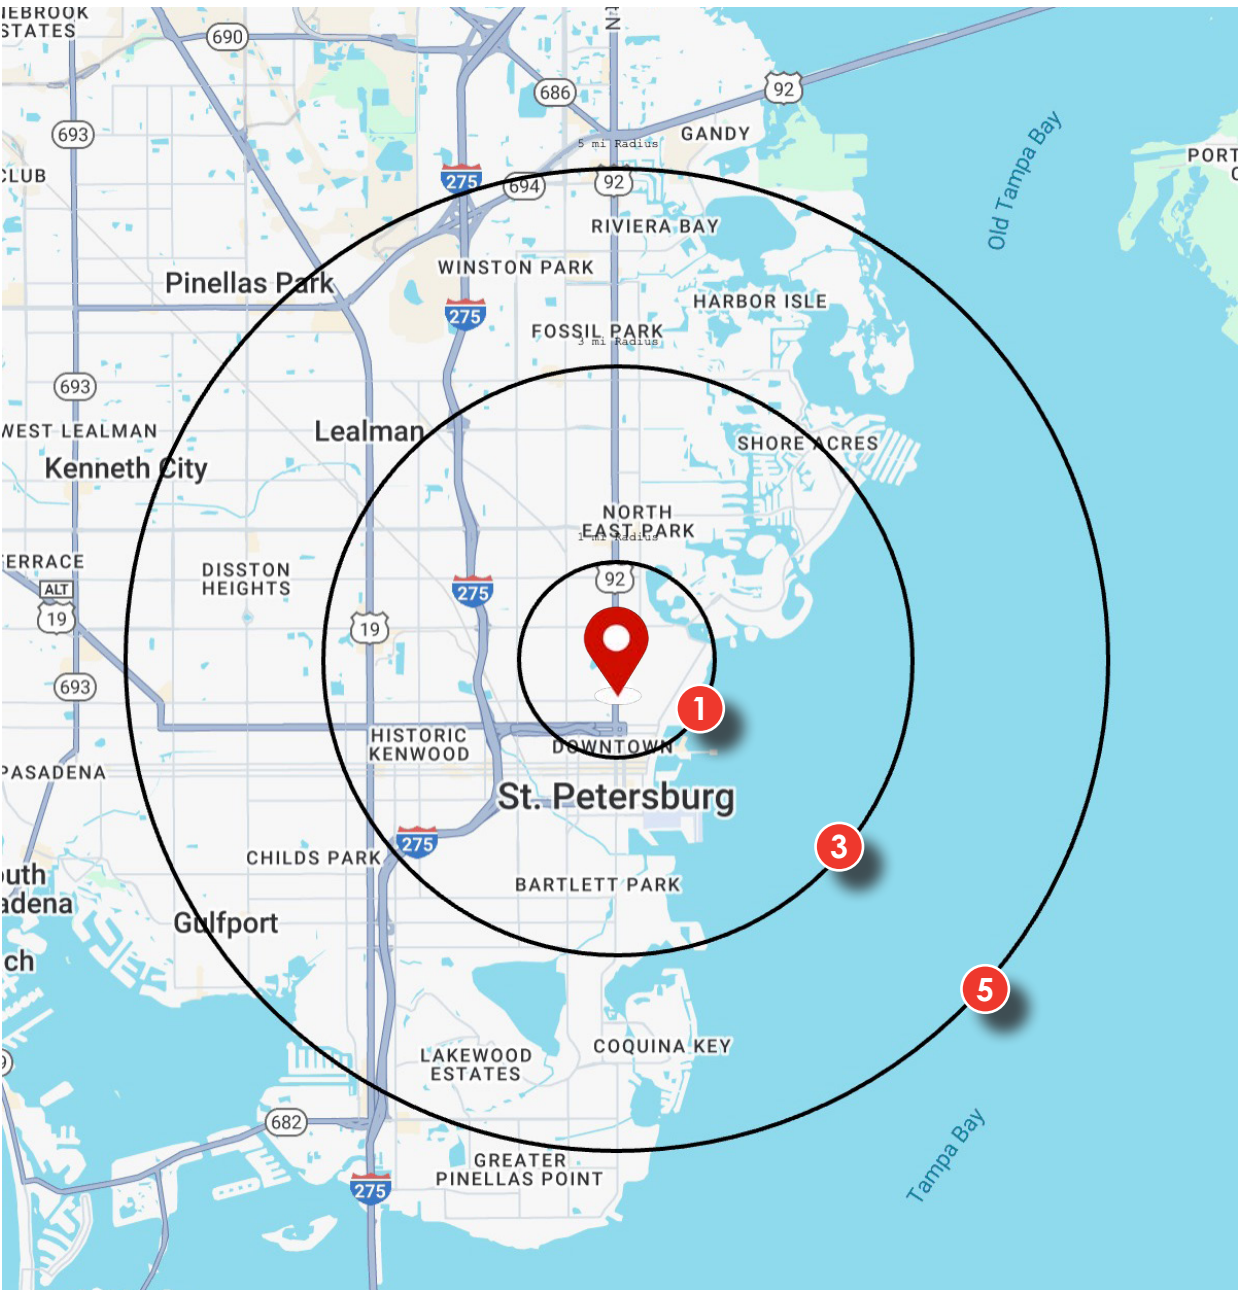 NEBROOK
STATES
690
N
686
92
693
GANDY
5 mi Radius
PORT
CLUB
275
694
92
Old Tampa Bay
RIVIERA BAY
WINSTON PARK
Pinellas Park
HARBOR ISLE
275
FOSSIL PARK
3 mi Radius
693
WEST LEALMAN
Lealman
SHORE ACRES
Kenneth City
NORTH
EAST PARK
1 mi Radius
ERRACE
DISSTON
HEIGHTS
ALT
19
92
275
19
693
1
HISTORIC
KENWOOD
DOWNTOWN
PASADENA
St. Petersburg
275
3
CHILDS PARK
outh
adena
BARTLETT PARK
Gulfport
ch
5
COQUINA KEY
LAKEWOOD
ESTATES
682
Tampa Bay
GREATER
PINELLAS POINT
275